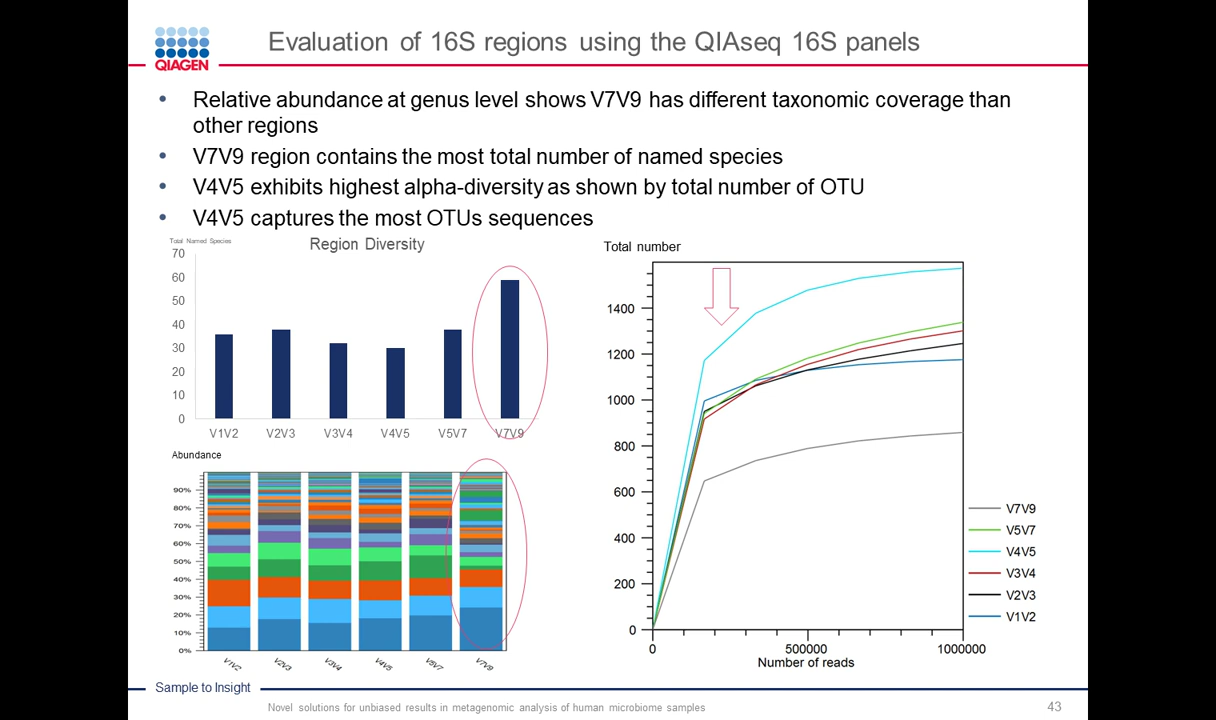 QIAGEN
Evaluation of 16S regions using the QIAseq 16S panels
• Relative abundance at genus level shows V7V9 has different taxonomic coverage than
other regions
• V7V9 region contains the most total number of named species
• V4V5 exhibits highest alpha-diversity as shown by total number of OTU
• V4V5 captures the most OTUs sequences
Total Named Species
Region Diversity
70
60
50
40
30
20
10
0
V1V2 V2V3 V3V4 V4V5 V5V7 V7V9
Abundance
90%
80%
70%
60%
50%
40%
30%
20%
10%
0%
V1V2 V2V3 V3V4 V4V5 V5V7 V7V9
Total number
1400
1200
1000
800
600
400
200
0
0 500000 1000000
Number of reads
V7V9
V5V7
V4V5
V3V4
V2V3
V1V2
Sample to Insight
Novel solutions for unbiased results in metagenomic analysis of human microbiome samples
43